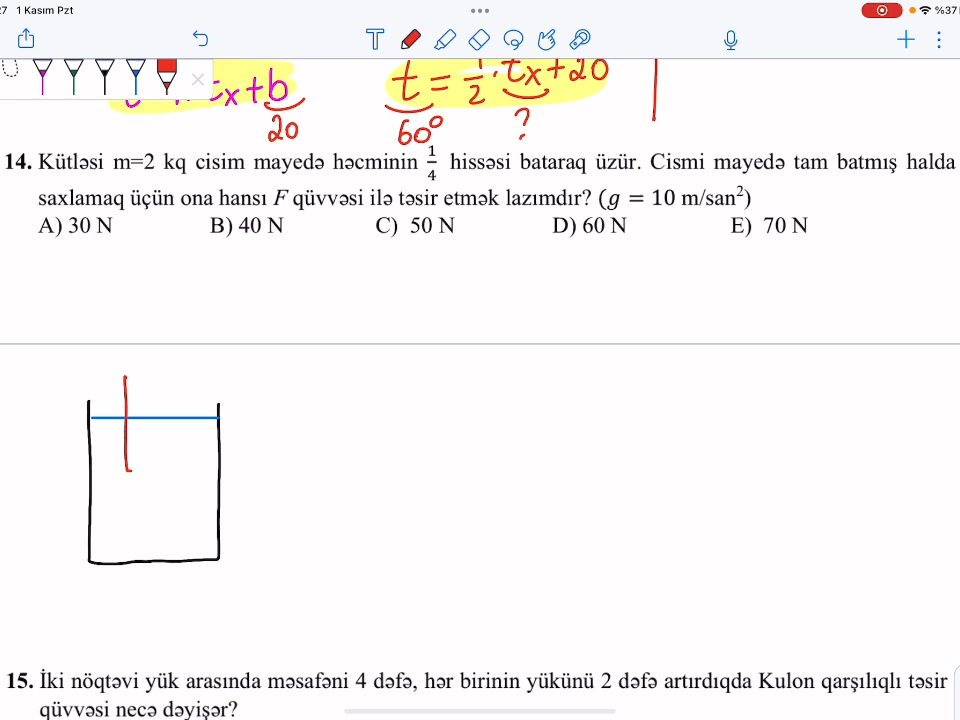 27 1 Kasım Pzt
%37
x+b
20
t = 1/2 · tx+20
60°
?
14. Kütləsi m=2 kq cisim mayedə həcminin 1/4 hissəsi bataraq üzür. Cismi mayedə tam batmış halda
saxlamaq üçün ona hansı F qüvvəsi ilə təsir etmək lazımdır? (g = 10 m/san²)
A) 30 N B) 40 N C) 50 N D) 60 N E) 70 N
15. İki nöqtəvi yük arasında məsafəni 4 dəfə, hər birinin yükünü 2 dəfə artırdıqda Kulon qarşılıqlı təsir
qüvvəsi necə dəyişər?